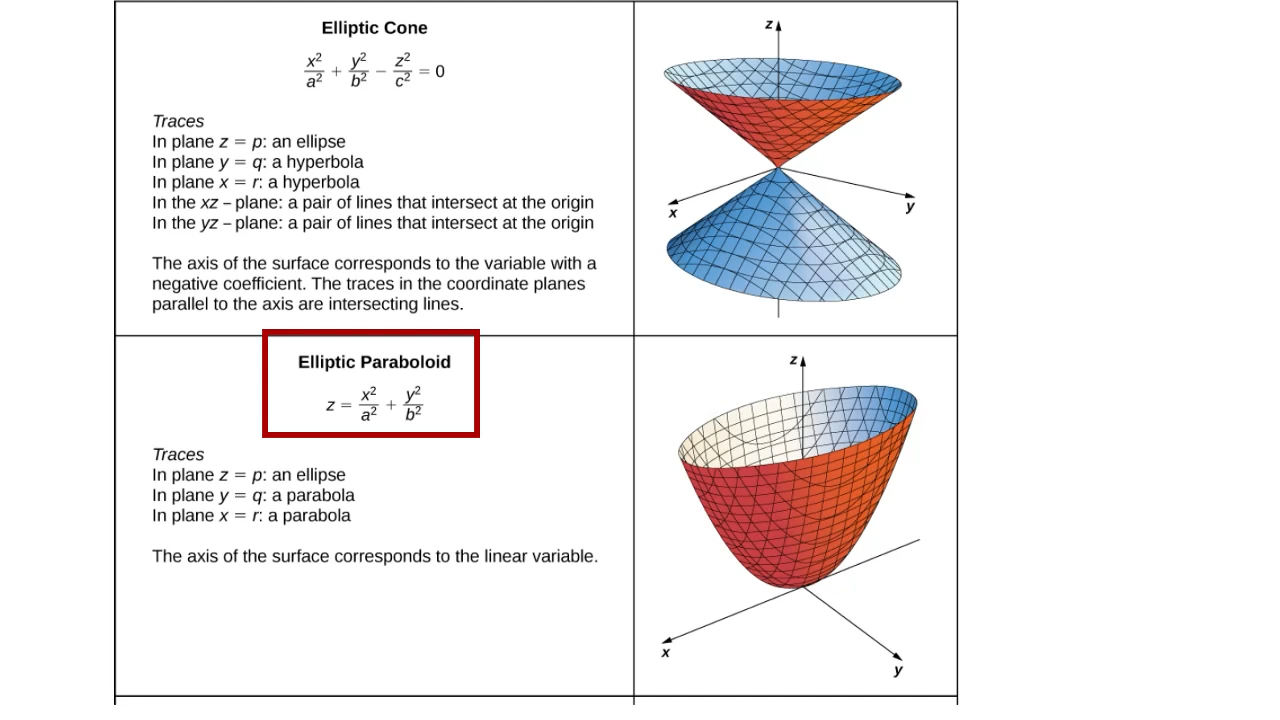 Elliptic Cone
x²/a² + y²/b² − z²/c² = 0
Traces
In plane z = p: an ellipse
In plane y = q: a hyperbola
In plane x = r: a hyperbola
In the xz – plane: a pair of lines that intersect at the origin
In the yz – plane: a pair of lines that intersect at the origin
The axis of the surface corresponds to the variable with a
negative coefficient. The traces in the coordinate planes
parallel to the axis are intersecting lines.
z
x
y
Elliptic Paraboloid
z = x²/a² + y²/b²
Traces
In plane z = p: an ellipse
In plane y = q: a parabola
In plane x = r: a parabola
The axis of the surface corresponds to the linear variable.
z
x
y